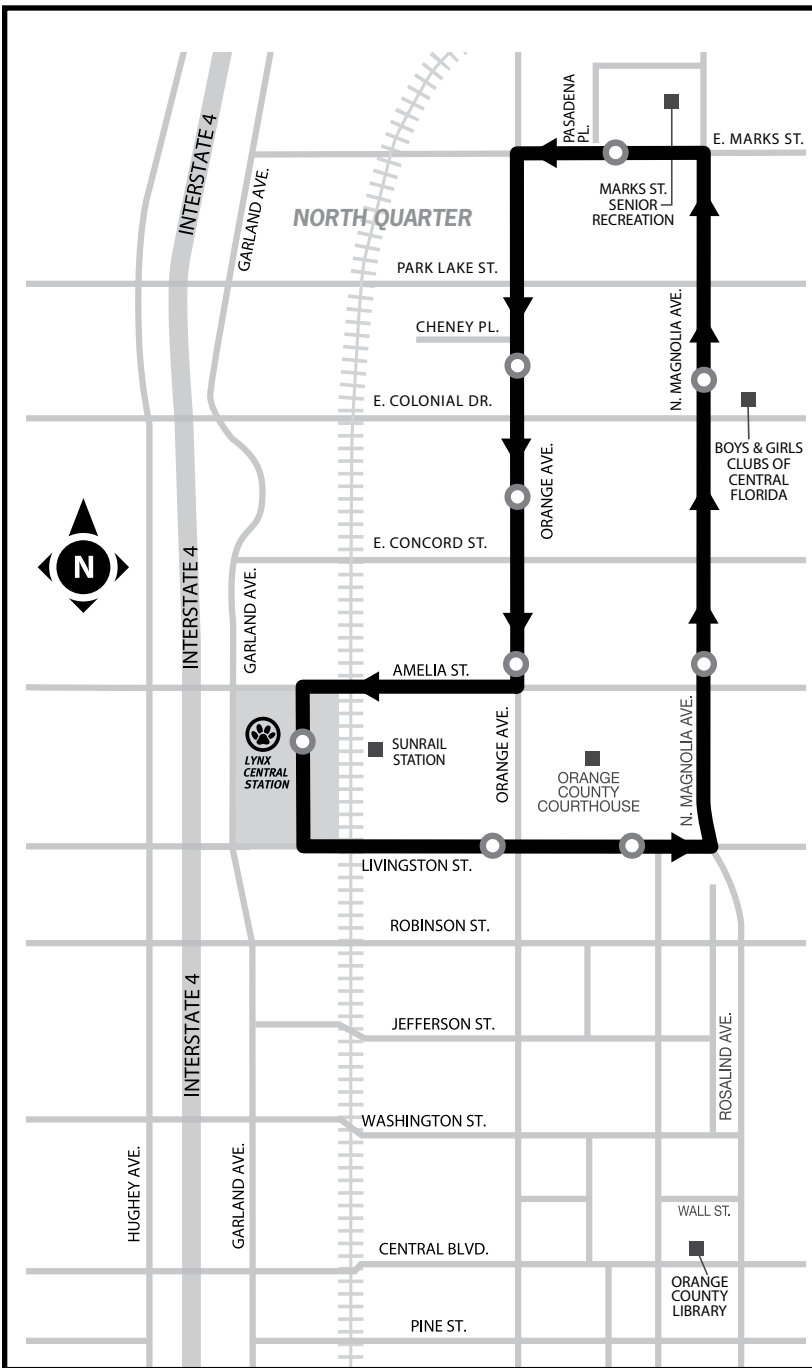 PASADENA
PL.
E. MARKS ST.
INTERSTATE 4
GARLAND AVE.
MARKS ST.
SENIOR
RECREATION
NORTH QUARTER
PARK LAKE ST.
CHENEY PL.
N. MAGNOLIA AVE.
E. COLONIAL DR.
BOYS & GIRLS
CLUBS OF
CENTRAL
FLORIDA
ORANGE AVE.
N
E. CONCORD ST.
INTERSTATE 4
GARLAND AVE.
AMELIA ST.
LYNX
CENTRAL
STATION
SUNRAIL
STATION
ORANGE AVE.
ORANGE
COUNTY
COURTHOUSE
N. MAGNOLIA AVE.
LIVINGSTON ST.
ROBINSON ST.
INTERSTATE 4
JEFFERSON ST.
ROSALIND AVE.
WASHINGTON ST.
HUGHEY AVE.
GARLAND AVE.
WALL ST.
CENTRAL BLVD.
ORANGE
COUNTY
LIBRARY
PINE ST.